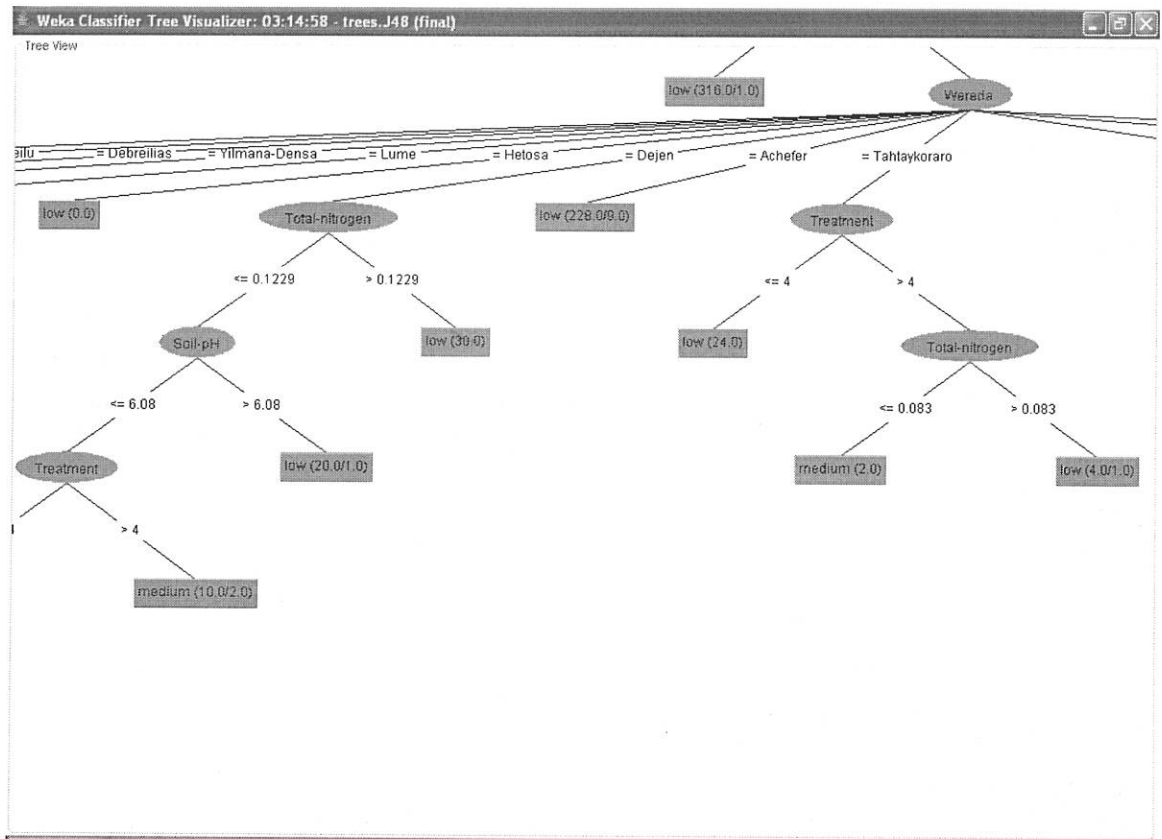 Weka Classifier Tree Visualizer: 03:14:58 - trees.J48 (final)
Tree View
low (316.0/1.0)
Wereda
eilu = Debreilias = Yilmana-Densa = Lume = Hetosa = Dejen = Achefer = Tahtaykoraro
low (0.0)
Total-nitrogen
low (228.0/9.0)
Treatment
<= 0.1229 > 0.1229
<= 4 > 4
Soil-pH
low (30.0)
low (24.0)
Total-nitrogen
<= 6.08 > 6.08
<= 0.083 > 0.083
Treatment
low (20.0/1.0)
medium (2.0)
low (4.0/1.0)
> 4
medium (10.0/2.0)